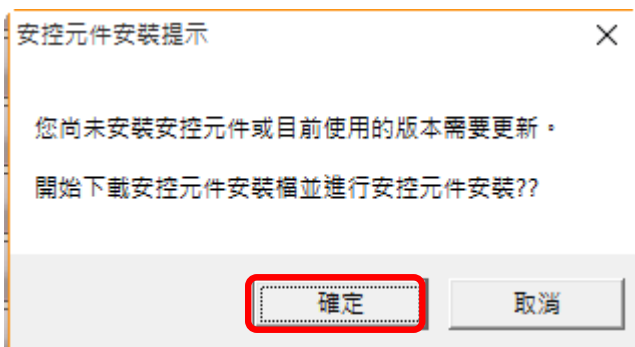 安控元件安裝提示
您尚未安裝安控元件或目前使用的版本需要更新。
開始下載安控元件安裝檔並進行安控元件安裝??
確定
取消